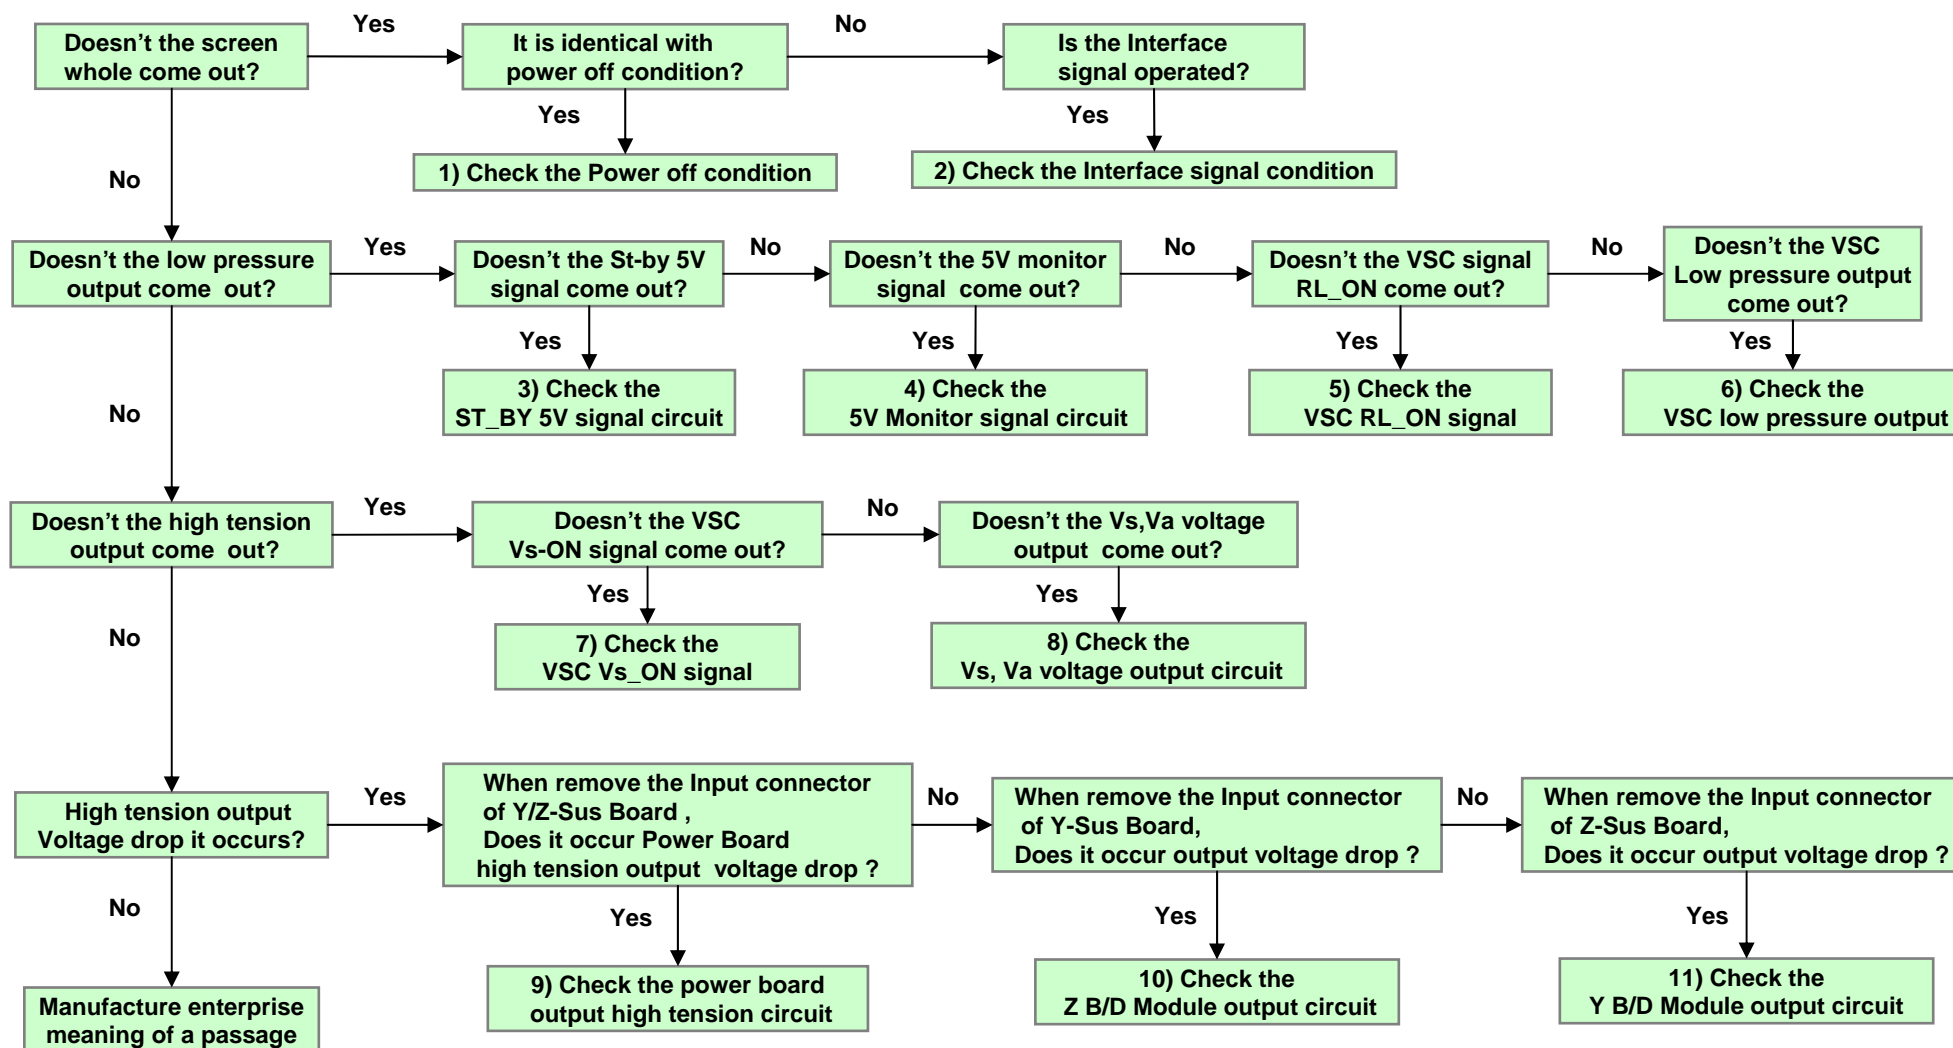 Doesn’t the screen
whole come out?
Yes
It is identical with
power off condition?
No
Is the Interface
signal operated?
Yes
Yes
1) Check the Power off condition
2) Check the Interface signal condition
No
Doesn’t the low pressure
output come out?
Yes
Doesn’t the St-by 5V
signal come out?
No
Doesn’t the 5V monitor
signal come out?
No
Doesn’t the VSC signal
RL_ON come out?
No
Doesn’t the VSC
Low pressure output
come out?
Yes
Yes
Yes
Yes
3) Check the
ST_BY 5V signal circuit
4) Check the
5V Monitor signal circuit
5) Check the
VSC RL_ON signal
6) Check the
VSC low pressure output
No
Doesn’t the high tension
output come out?
Yes
Doesn’t the VSC
Vs-ON signal come out?
No
Doesn’t the Vs,Va voltage
output come out?
Yes
Yes
7) Check the
VSC Vs_ON signal
8) Check the
Vs, Va voltage output circuit
No
High tension output
Voltage drop it occurs?
Yes
When remove the Input connector
of Y/Z-Sus Board ,
Does it occur Power Board
high tension output voltage drop ?
No
When remove the Input connector
of Y-Sus Board,
Does it occur output voltage drop ?
No
When remove the Input connector
of Z-Sus Board,
Does it occur output voltage drop ?
No
Yes
Yes
Yes
Manufacture enterprise
meaning of a passage
9) Check the power board
output high tension circuit
10) Check the
Z B/D Module output circuit
11) Check the
Y B/D Module output circuit